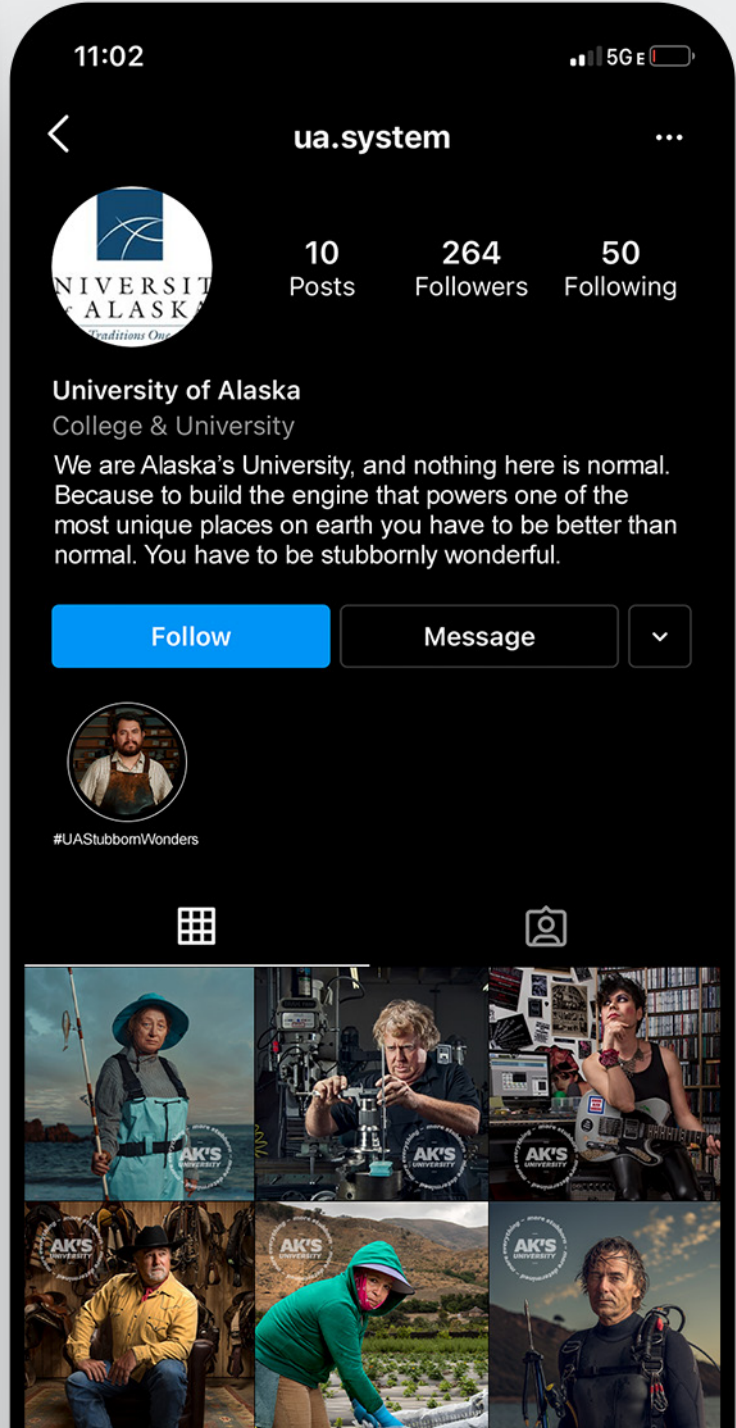 11:02
5G E
ua.system
NIVERSIT
ALASKA
Traditions One
10
Posts
264
Followers
50
Following
University of Alaska
College & University
We are Alaska's University, and nothing here is normal.
Because to build the engine that powers one of the
most unique places on earth you have to be better than
normal. You have to be stubbornly wonderful.
Follow
Message
#UAStubbornWonders
AK'S
UNIVERSITY
AK'S
UNIVERSITY
AK'S
UNIVERSITY
AK'S
UNIVERSITY
AK'S
UNIVERSITY
AK'S
UNIVERSITY